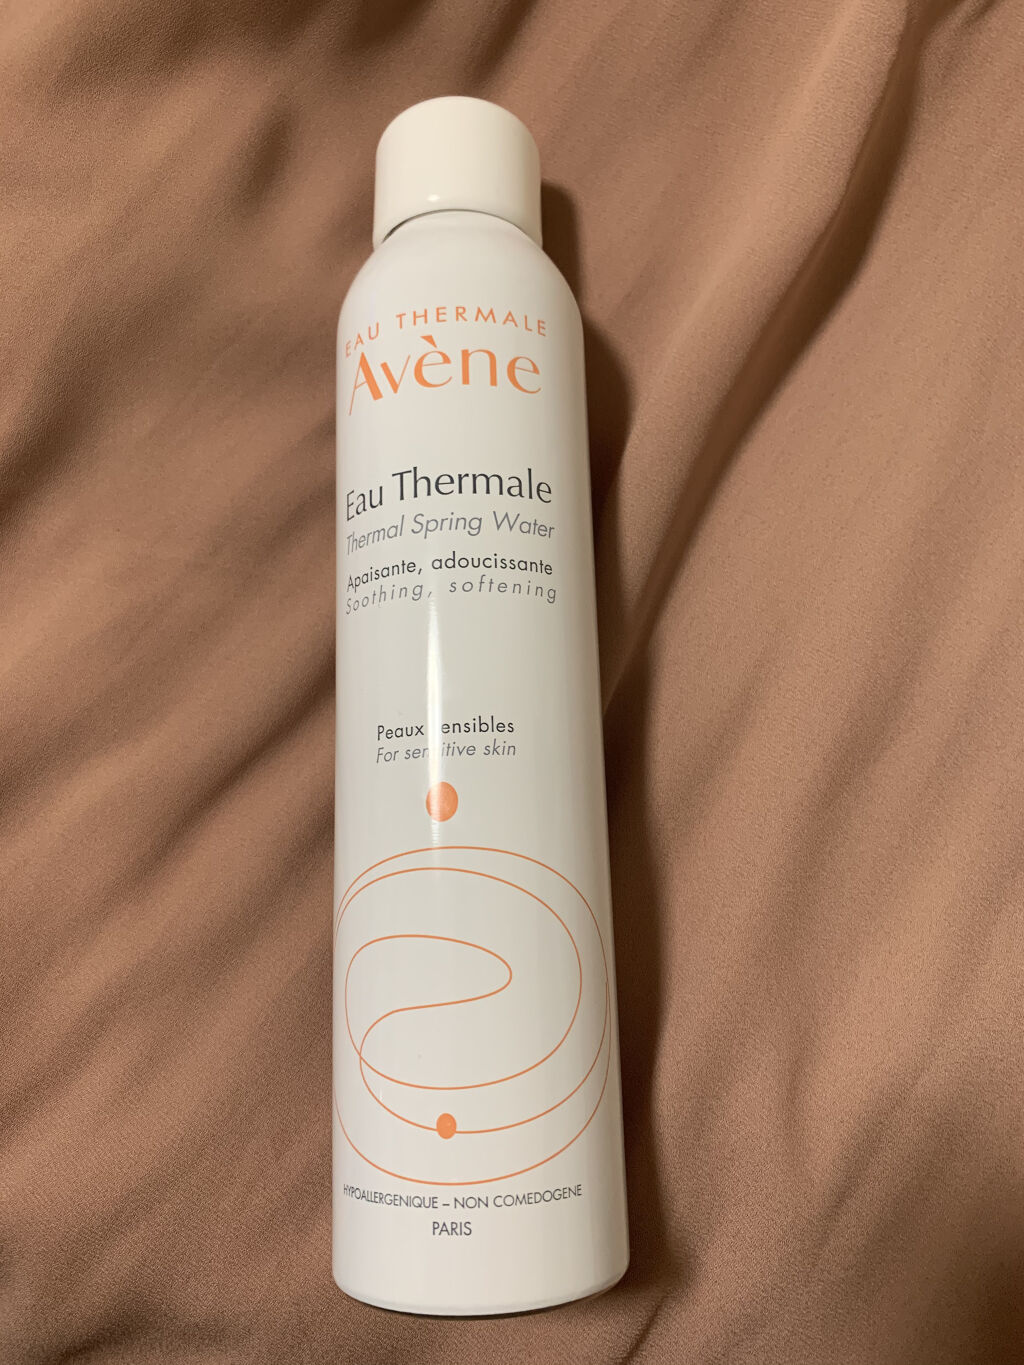 EAU THERMALE
Avène
Eau Thermale
Thermal Spring Water
Apaisante, adoucissante
Soothing, softening
Peaux sensibles
For sensitive skin
HYPOALLERGENIQUE – NON COMEDOGENE
PARIS